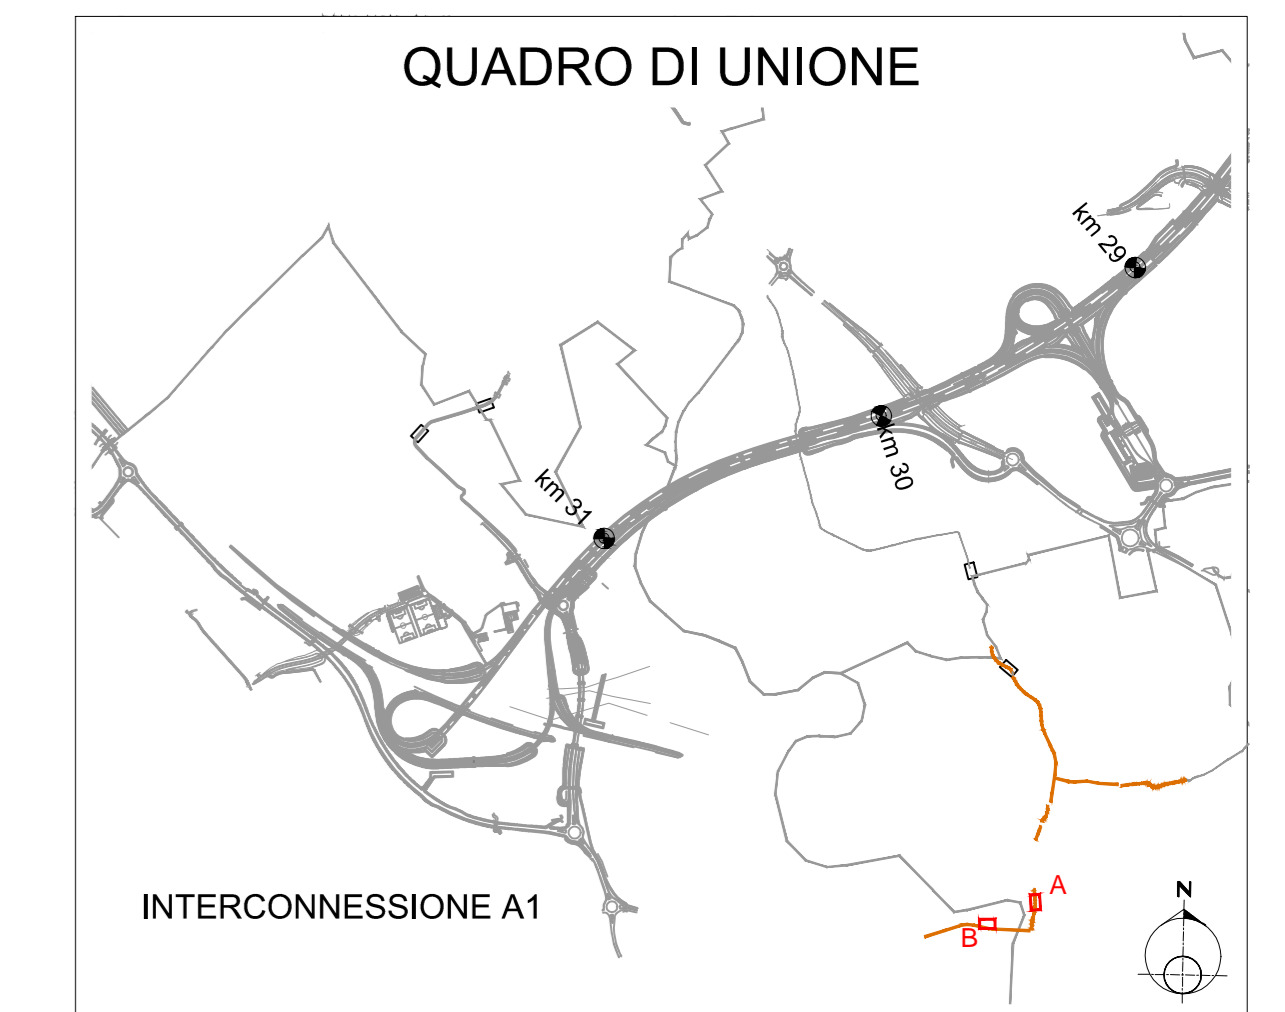 QUADRO DI UNIONE
km 29
km 30
km 31
INTERCONNESSIONE A1
A
B
N